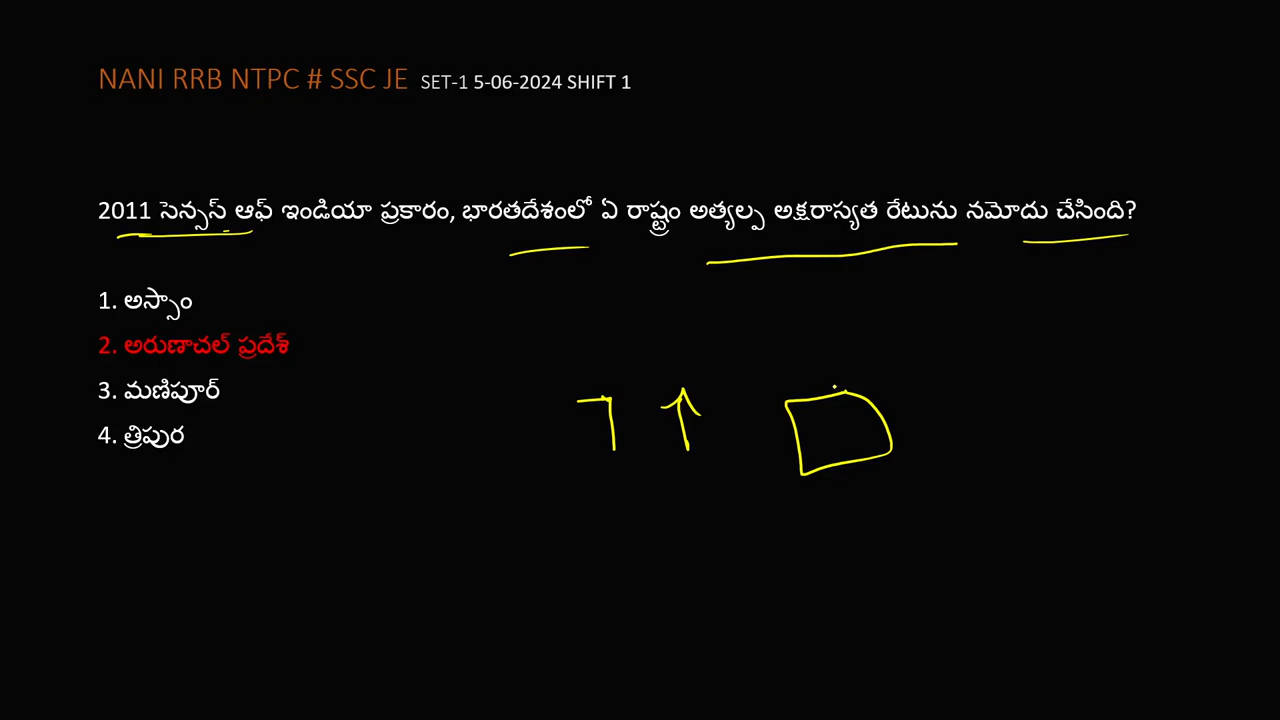 NANI RRB NTPC # SSC JE SET-1 5-06-2024 SHIFT 1
2011 సెన్సస్ ఆఫ్ ఇండియా ప్రకారం, భారతదేశంలో ఏ రాష్ట్రం అత్యల్ప అక్షరాస్యత రేటును నమోదు చేసింది?
1. అస్సాం
2. అరుణాచల్ ప్రదేశ్
3. మణిపూర్
4. త్రిపుర